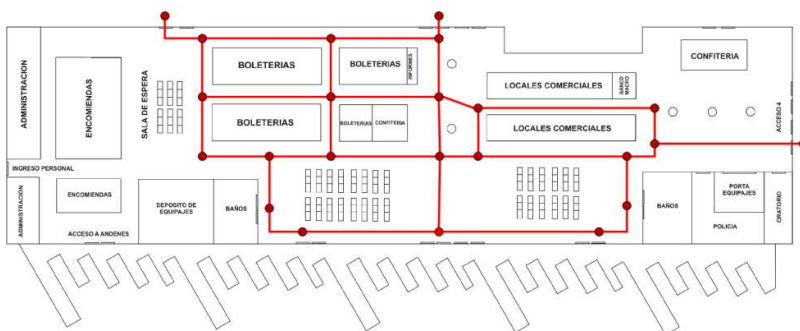 ADMINISTRACION
ENCOMIENDAS
SALA DE ESPERA
BOLETERIAS
BOLETERIAS
INFORMES
CONFITERIA
LOCALES COMERCIALES
BANCO
MACRO
BOLETERIAS
BOLETERIAS
CONFITERIA
LOCALES COMERCIALES
ACCESO 4
INGRESO PERSONAL
ADMINISTRACION
ENCOMIENDAS
ACCESO A ANDENES
DEPOSITO DE
EQUIPAJES
BAÑOS
BAÑOS
PORTA
EQUIPAJES
POLICIA
ORATORIO